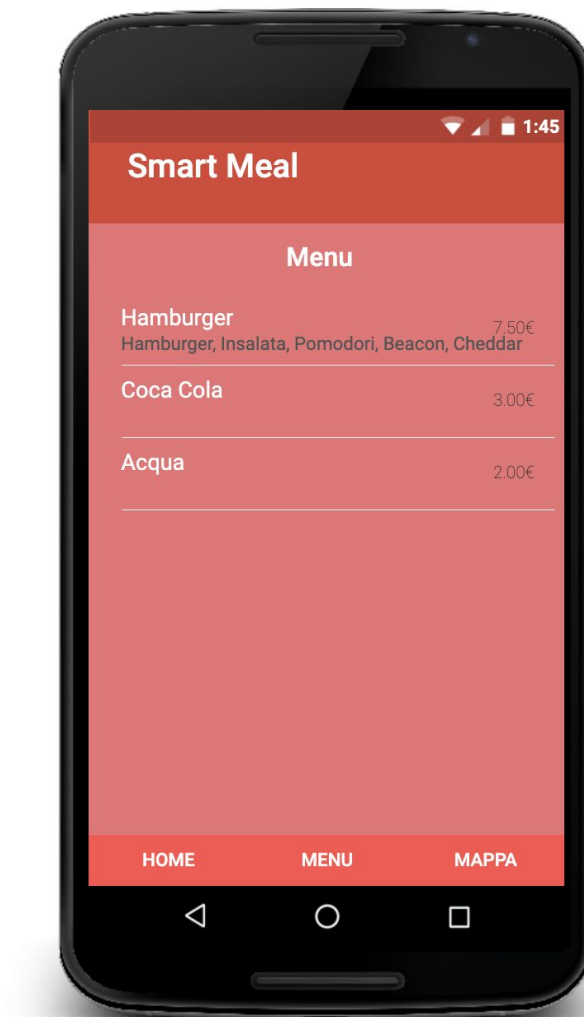 1:45
Smart Meal
Menu
Hamburger
7.50€
Hamburger, Insalata, Pomodori, Beacon, Cheddar
Coca Cola
3.00€
Acqua
2.00€
HOME MENU MAPPA